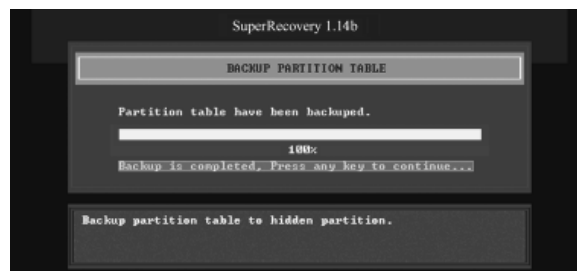 SuperRecovery 1.14b
BACKUP PARTITION TABLE
Partition table have been backuped.
100%
Backup is completed, Press any key to continue...
Backup partition table to hidden partition.